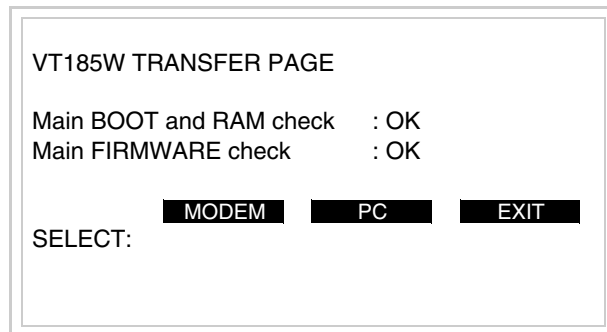 VT185W TRANSFER PAGE
Main BOOT and RAM check : OK
Main FIRMWARE check : OK
MODEM PC EXIT
SELECT: